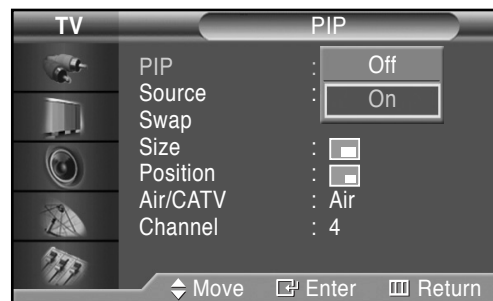 TV PIP
PIP : Off
Source : On
Swap
Size :
Position :
Air/CATV : Air
Channel : 4
Move Enter Return